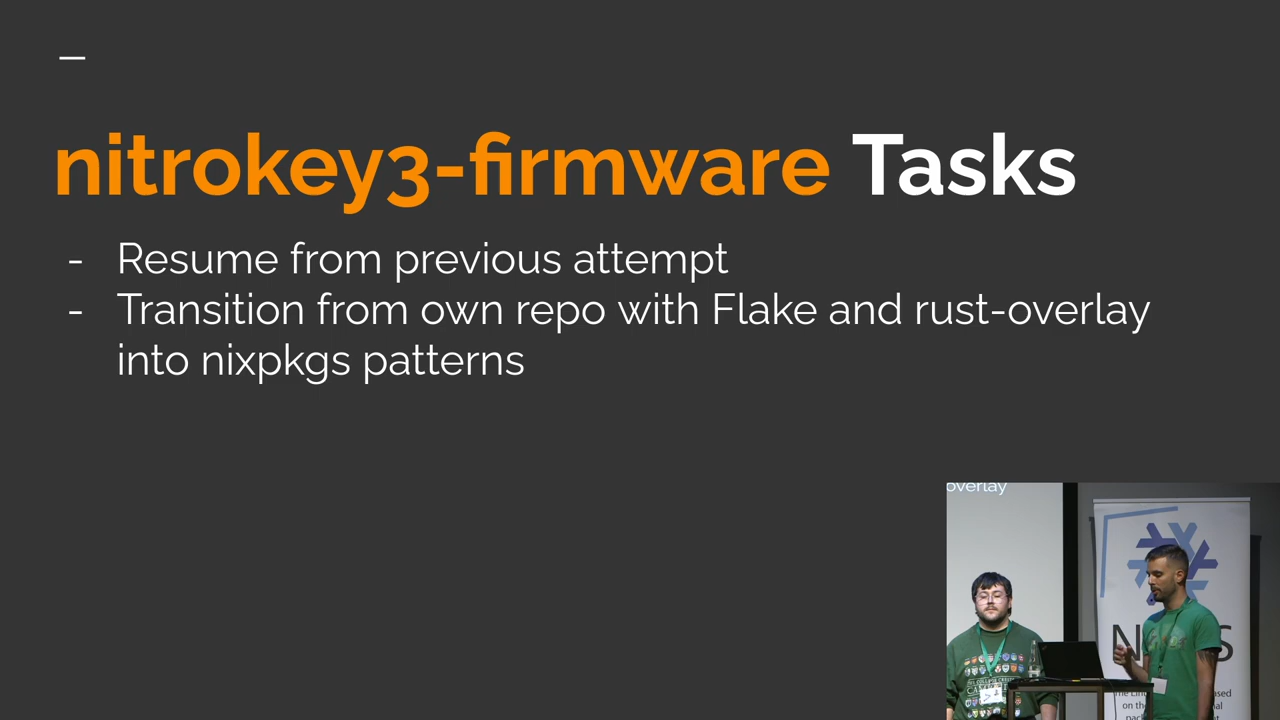 nitrokey3-firmware Tasks
- Resume from previous attempt
- Transition from own repo with Flake and rust-overlay
into nixpkgs patterns
overlay